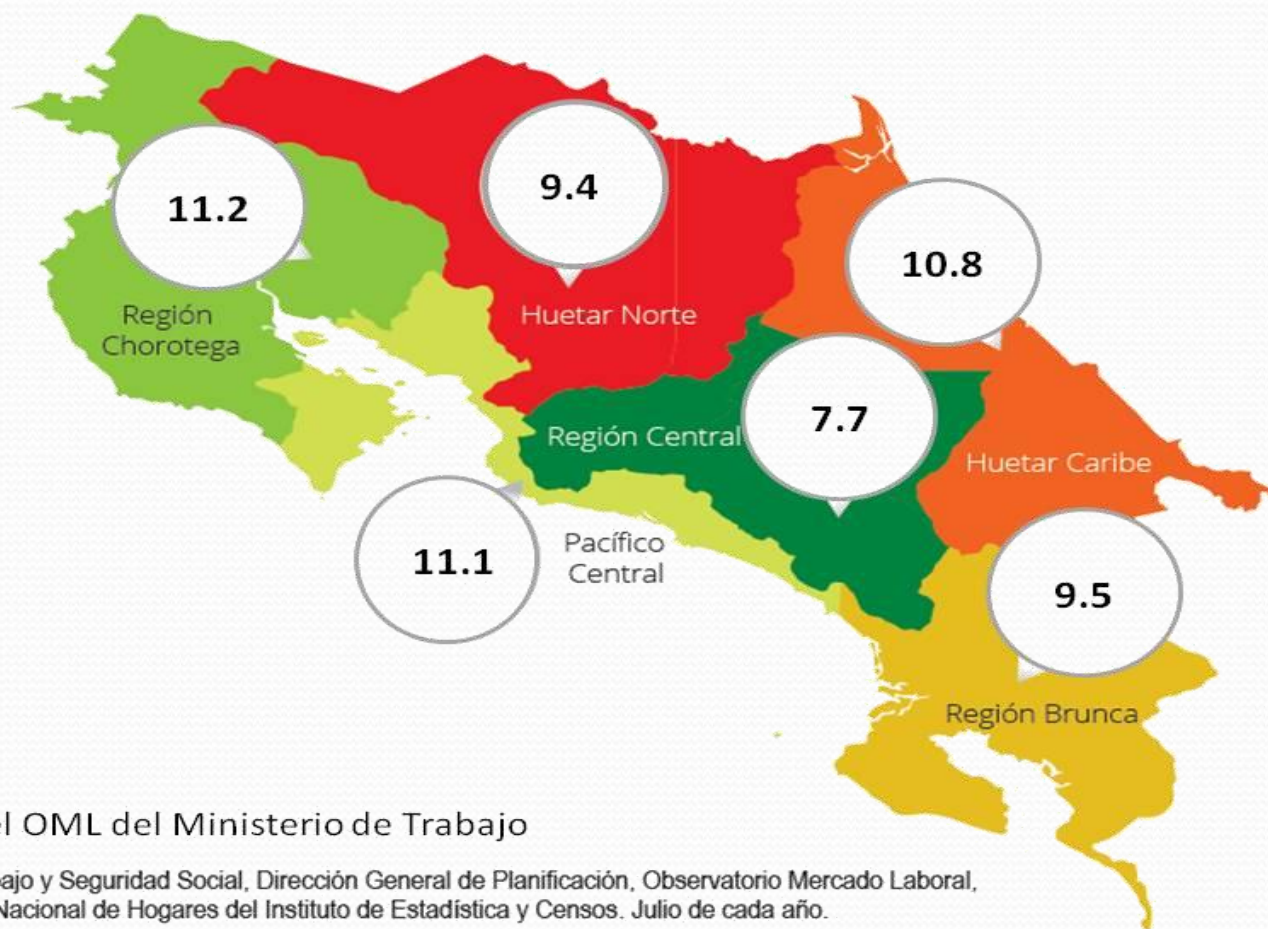 9.4
11.2
10.8
Huetar Norte
Región
Chorotega
7.7
Región Central
Huetar Caribe
Pacífico
Central
11.1
9.5
Región Brunca
OML del Ministerio de Trabajo
y Seguridad Social, Dirección General de Planificación, Observatorio Mercado Laboral,
Nacional de Hogares del Instituto de Estadística y Censos. Julio de cada año.